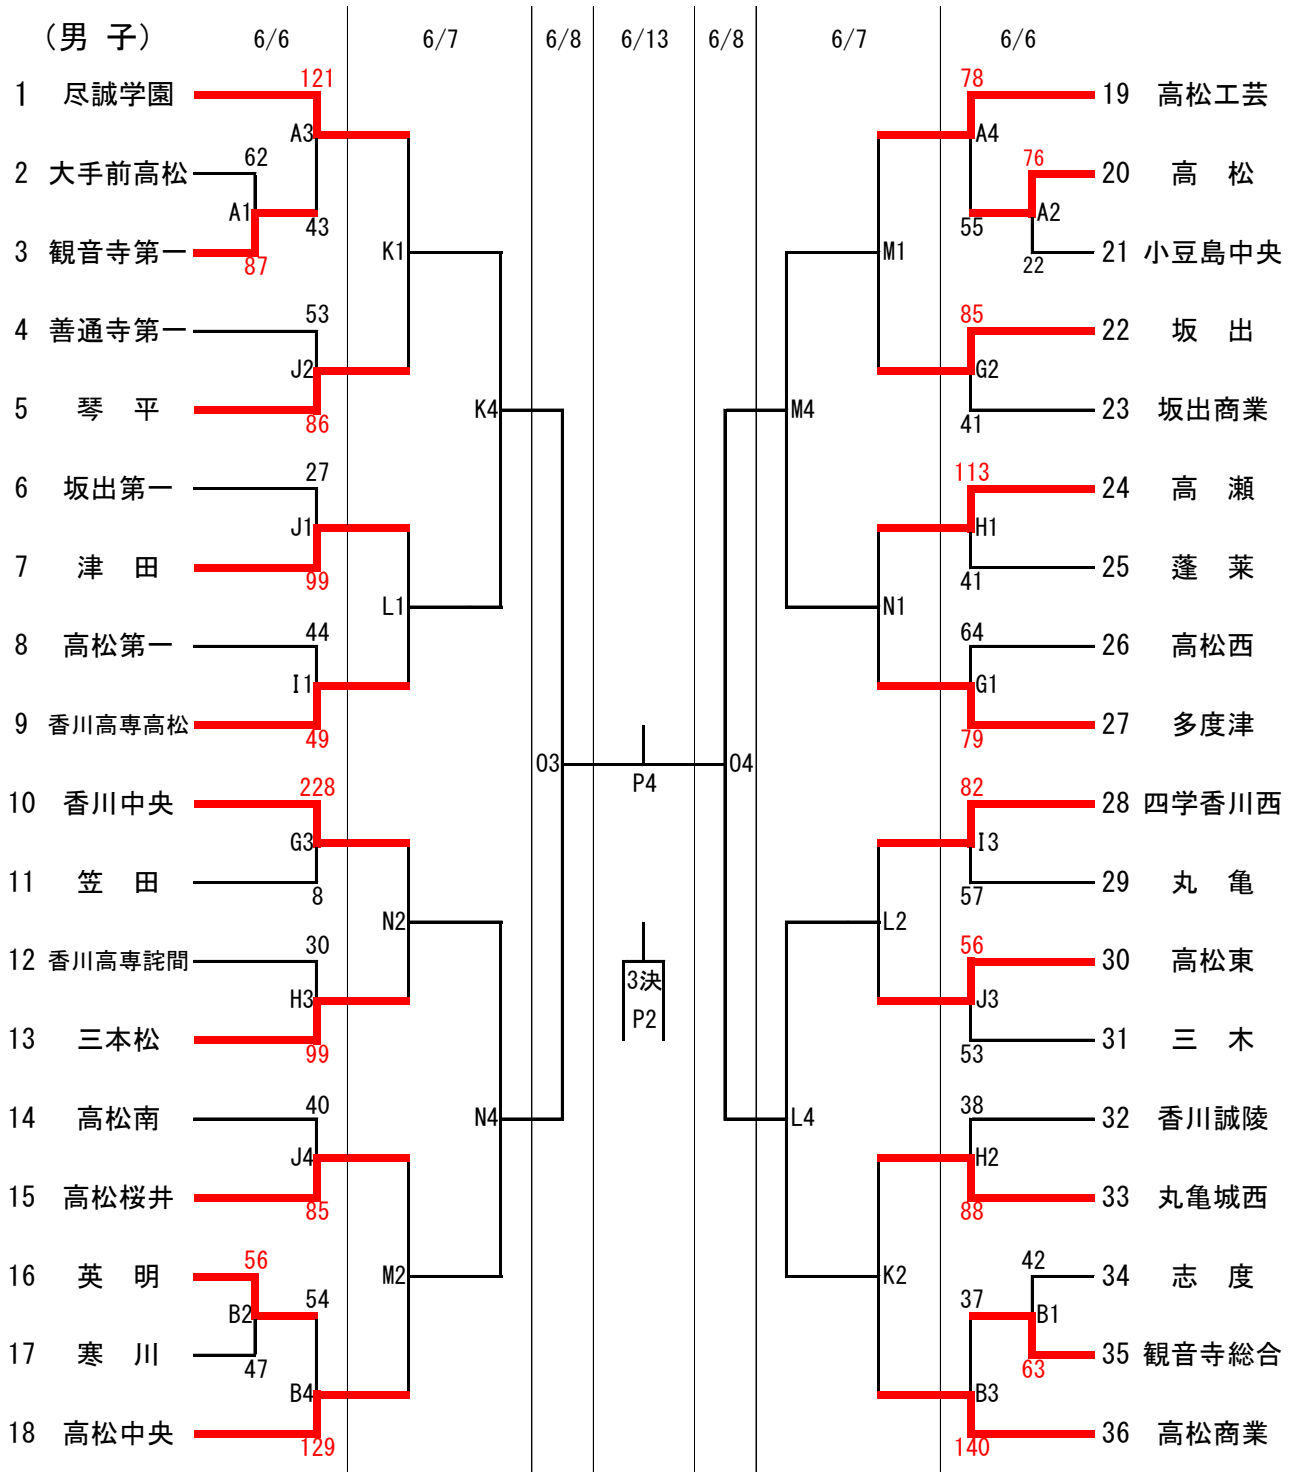 (男 子) 6/6 6/7 6/8 6/13 6/8 6/7 6/6
121 78
1 尽誠学園 19 高松工芸
A3 A4
62 76
2 大手前高松 20 高 松
A1 43 55 A2
3 観音寺第一 K1 M1 21 小豆島中央
87 22
53 85
4 善通寺第一 22 坂 出
J2 G2
5 琴 平 K4 M4 23 坂出商業
86 41
27 113
6 坂出第一 24 高 瀬
J1 H1
7 津 田 25 蓬 莱
99 41
L1 N1
44 64
8 高松第一 26 高松西
I1 G1
9 香川高専高松 27 多度津
49 79
O3 O4
P4
228 82
10 香川中央 28 四学香川西
G3 I3
11 笠 田 29 丸 亀
8 57
N2 L2
30 56
12 香川高専詫間 30 高松東
3決
H3 J3
P2
13 三本松 31 三 木
99 53
40 38
14 高松南 N4 L4 32 香川誠陵
J4 H2
15 高松桜井 33 丸亀城西
85 88
56 42
16 英 明 M2 K2 34 志 度
54 37
B2 B1
17 寒 川 35 観音寺総合
47 63
B4 B3
18 高松中央 36 高松商業
129 140